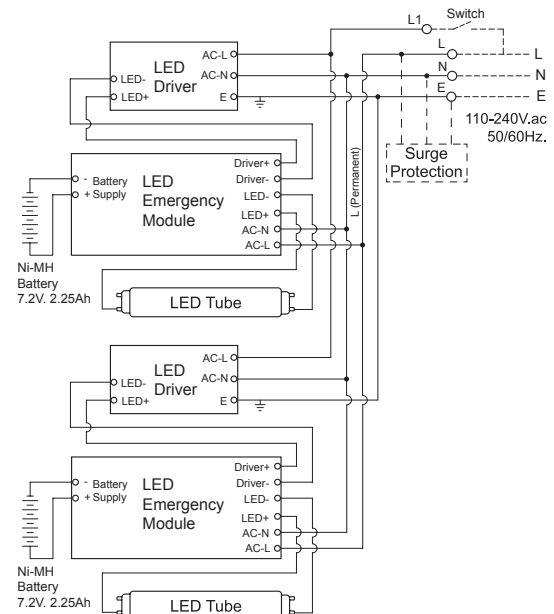 Switch
L1
L
L
N
N
E
E
110-240V.ac
50/60Hz.
Surge
Protection
L (Permanent)
LED
Driver
LED-
LED+
AC-L
AC-N
E
LED
Emergency
Module
- Battery
+ Supply
Driver+
Driver-
LED-
LED+
AC-N
AC-L
Ni-MH
Battery
7.2V. 2.25Ah
LED Tube
LED
Driver
LED-
LED+
AC-L
AC-N
E
LED
Emergency
Module
- Battery
+ Supply
Driver+
Driver-
LED-
LED+
AC-N
AC-L
Ni-MH
Battery
7.2V. 2.25Ah
LED Tube